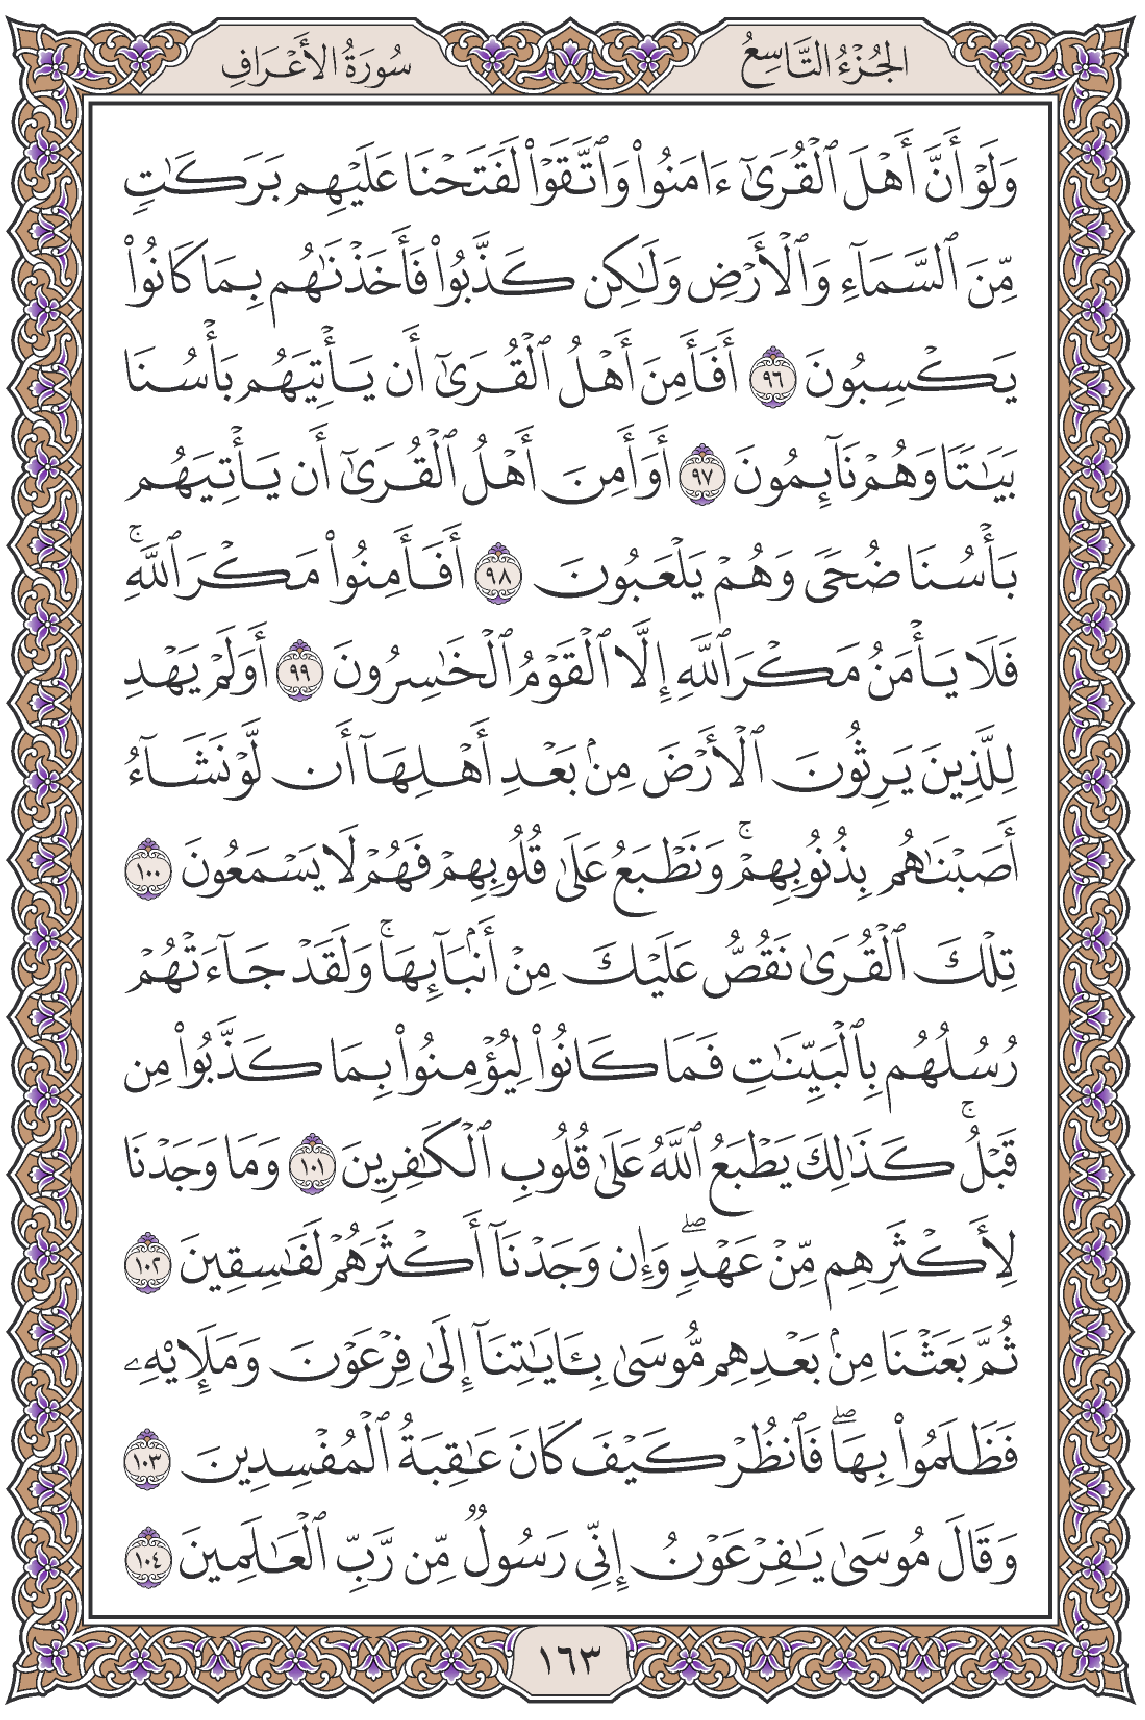 الجُزْءُ التَّاسِعُ
سُورَةُ الأَعْرَافِ
وَلَوْ أَنَّ أَهْلَ ٱلْقُرَىٰٓ ءَامَنُوا۟ وَٱتَّقَوْا۟ لَفَتَحْنَا عَلَيْهِم بَرَكَـٰتٍ
مِّنَ ٱلسَّمَآءِ وَٱلْأَرْضِ وَلَـٰكِن كَذَّبُوا۟ فَأَخَذْنَـٰهُم بِمَا كَانُوا۟
يَكْسِبُونَ ٩٦ أَفَأَمِنَ أَهْلُ ٱلْقُرَىٰٓ أَن يَأْتِيَهُم بَأْسُنَا
بَيَـٰتًا وَهُمْ نَآئِمُونَ ٩٧ أَوَأَمِنَ أَهْلُ ٱلْقُرَىٰٓ أَن يَأْتِيَهُم
بَأْسُنَا ضُحًى وَهُمْ يَلْعَبُونَ ٩٨ أَفَأَمِنُوا۟ مَكْرَ ٱللَّهِ ۚ
فَلَا يَأْمَنُ مَكْرَ ٱللَّهِ إِلَّا ٱلْقَوْمُ ٱلْخَـٰسِرُونَ ٩٩ أَوَلَمْ يَهْدِ
لِلَّذِينَ يَرِثُونَ ٱلْأَرْضَ مِنۢ بَعْدِ أَهْلِهَآ أَن لَّوْ نَشَآءُ
أَصَبْنَـٰهُم بِذُنُوبِهِمْ ۚ وَنَطْبَعُ عَلَىٰ قُلُوبِهِمْ فَهُمْ لَا يَسْمَعُونَ ١٠٠
تِلْكَ ٱلْقُرَىٰ نَقُصُّ عَلَيْكَ مِنْ أَنۢبَآئِهَا ۚ وَلَقَدْ جَآءَتْهُمْ
رُسُلُهُم بِٱلْبَيِّنَـٰتِ فَمَا كَانُوا۟ لِيُؤْمِنُوا۟ بِمَا كَذَّبُوا۟ مِن
قَبْلُ ۚ كَذَٰلِكَ يَطْبَعُ ٱللَّهُ عَلَىٰ قُلُوبِ ٱلْكَـٰفِرِينَ ١٠١ وَمَا وَجَدْنَا
لِأَكْثَرِهِم مِّنْ عَهْدٍ ۖ وَإِن وَجَدْنَآ أَكْثَرَهُمْ لَفَـٰسِقِينَ ١٠٢
ثُمَّ بَعَثْنَا مِنۢ بَعْدِهِم مُّوسَىٰ بِـَٔايَـٰتِنَآ إِلَىٰ فِرْعَوْنَ وَمَلَإِي۟هِۦ
فَظَلَمُوا۟ بِهَا ۖ فَٱنظُرْ كَيْفَ كَانَ عَـٰقِبَةُ ٱلْمُفْسِدِينَ ١٠٣
وَقَالَ مُوسَىٰ يَـٰفِرْعَوْنُ إِنِّى رَسُولٌ مِّن رَّبِّ ٱلْعَـٰلَمِينَ ١٠٤
١٦٣